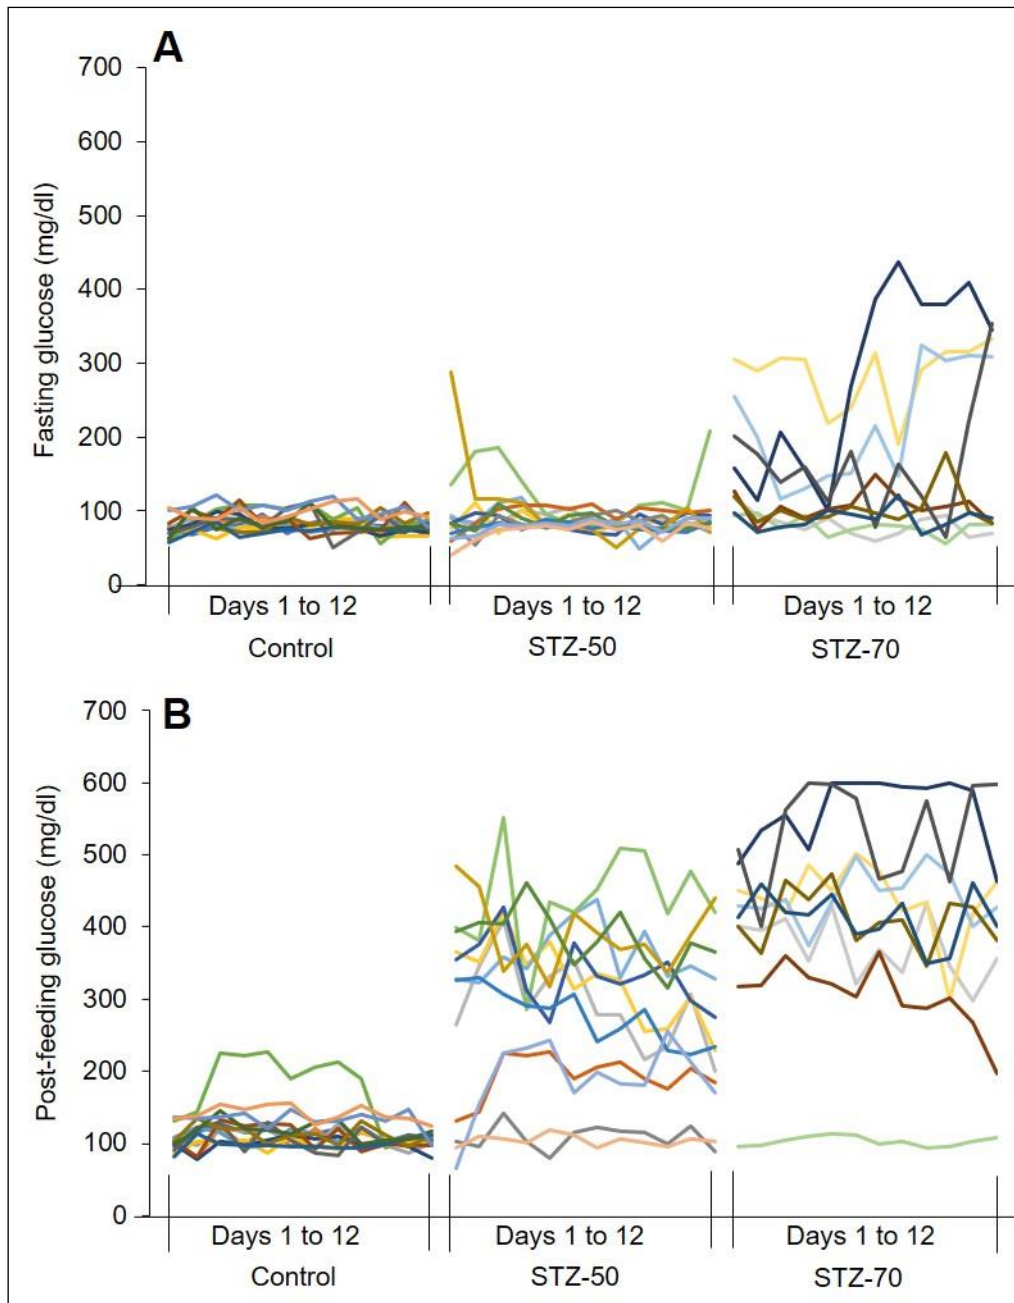 A
700
600
500
400
300
200
100
0
Fasting glucose (mg/dl)
Days 1 to 12
Days 1 to 12
Days 1 to 12
Control
STZ-50
STZ-70
B
700
600
500
400
300
200
100
0
Post-feeding glucose (mg/dl)
Days 1 to 12
Days 1 to 12
Days 1 to 12
Control
STZ-50
STZ-70